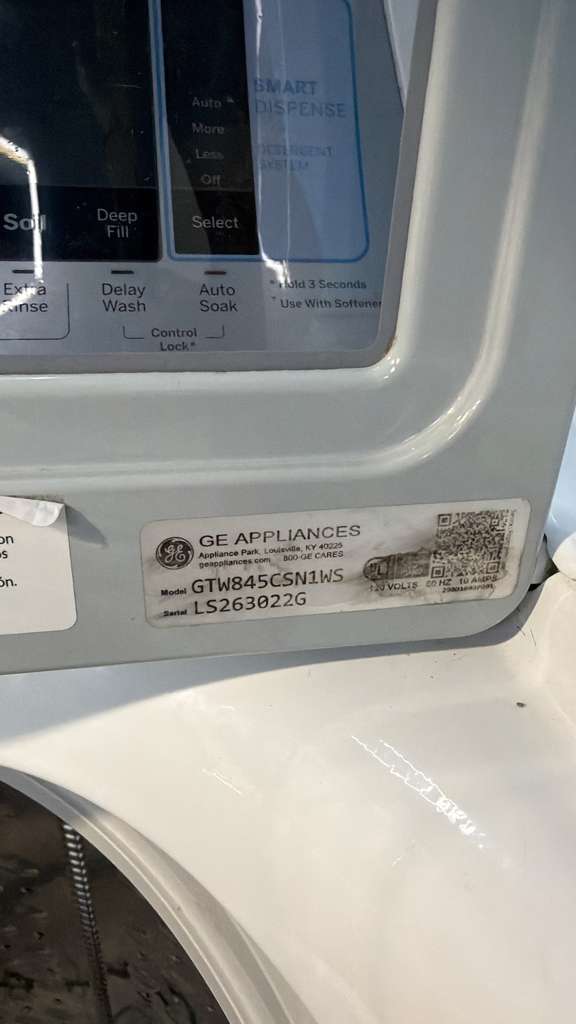 SMART
DISPENSE
DETERGENT
SYSTEM
Auto
More
Less
Off
Select
Soil
Deep
Fill
Extra
Rinse
Delay
Wash
Auto
Soak
* Hold 3 Seconds
Use With Softener
Control
Lock*
on
os
ón.
GE APPLIANCES
Appliance Park, Louisville, KY 40225
geappliances.com 800-GE CARES
Model GTW845CSN1WS
Serial LS263022G
120 VOLTS 60 HZ 10 AMPS